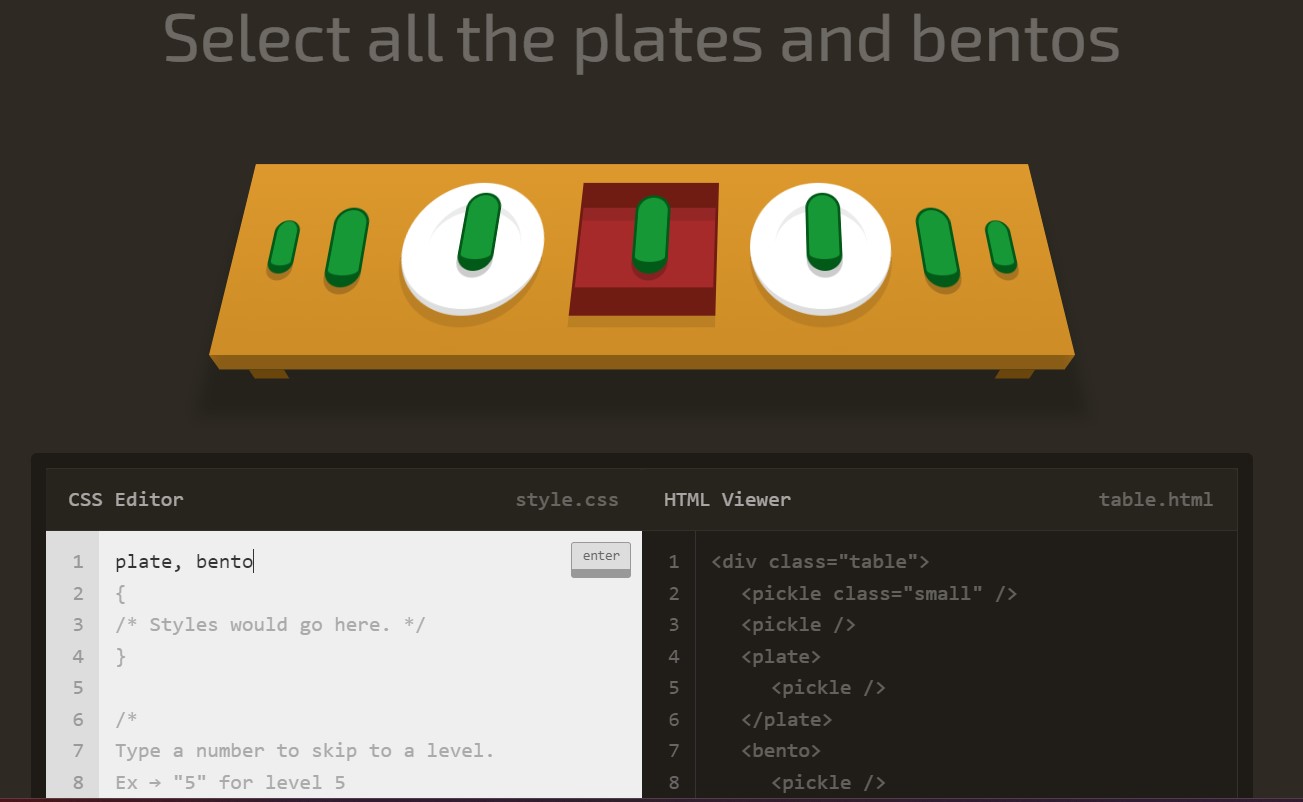 Select all the plates and bentos
CSS Editor
style.css
1 plate, bento
enter
2 {
3 /* Styles would go here. */
4 }
5
6 /*
7 Type a number to skip to a level.
8 Ex → "5" for level 5
HTML Viewer
table.html
1 <div class="table">
2 <pickle class="small" />
3 <pickle />
4 <plate>
5 <pickle />
6 </plate>
7 <bento>
8 <pickle />